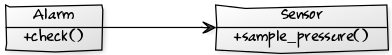 Alarm
+check()
Sensor
+sample_pressure()